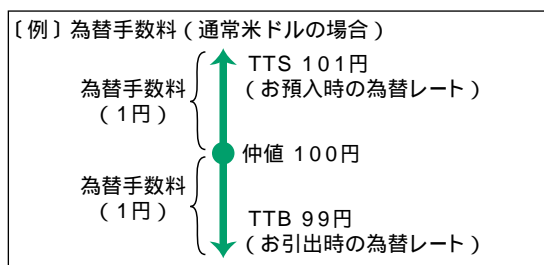 〔例〕為替手数料(通常米ドルの場合)
TTS 101円
(お預入時の為替レート)
為替手数料
(1円)
仲値 100円
為替手数料
(1円)
TTB 99円
(お引出時の為替レート)